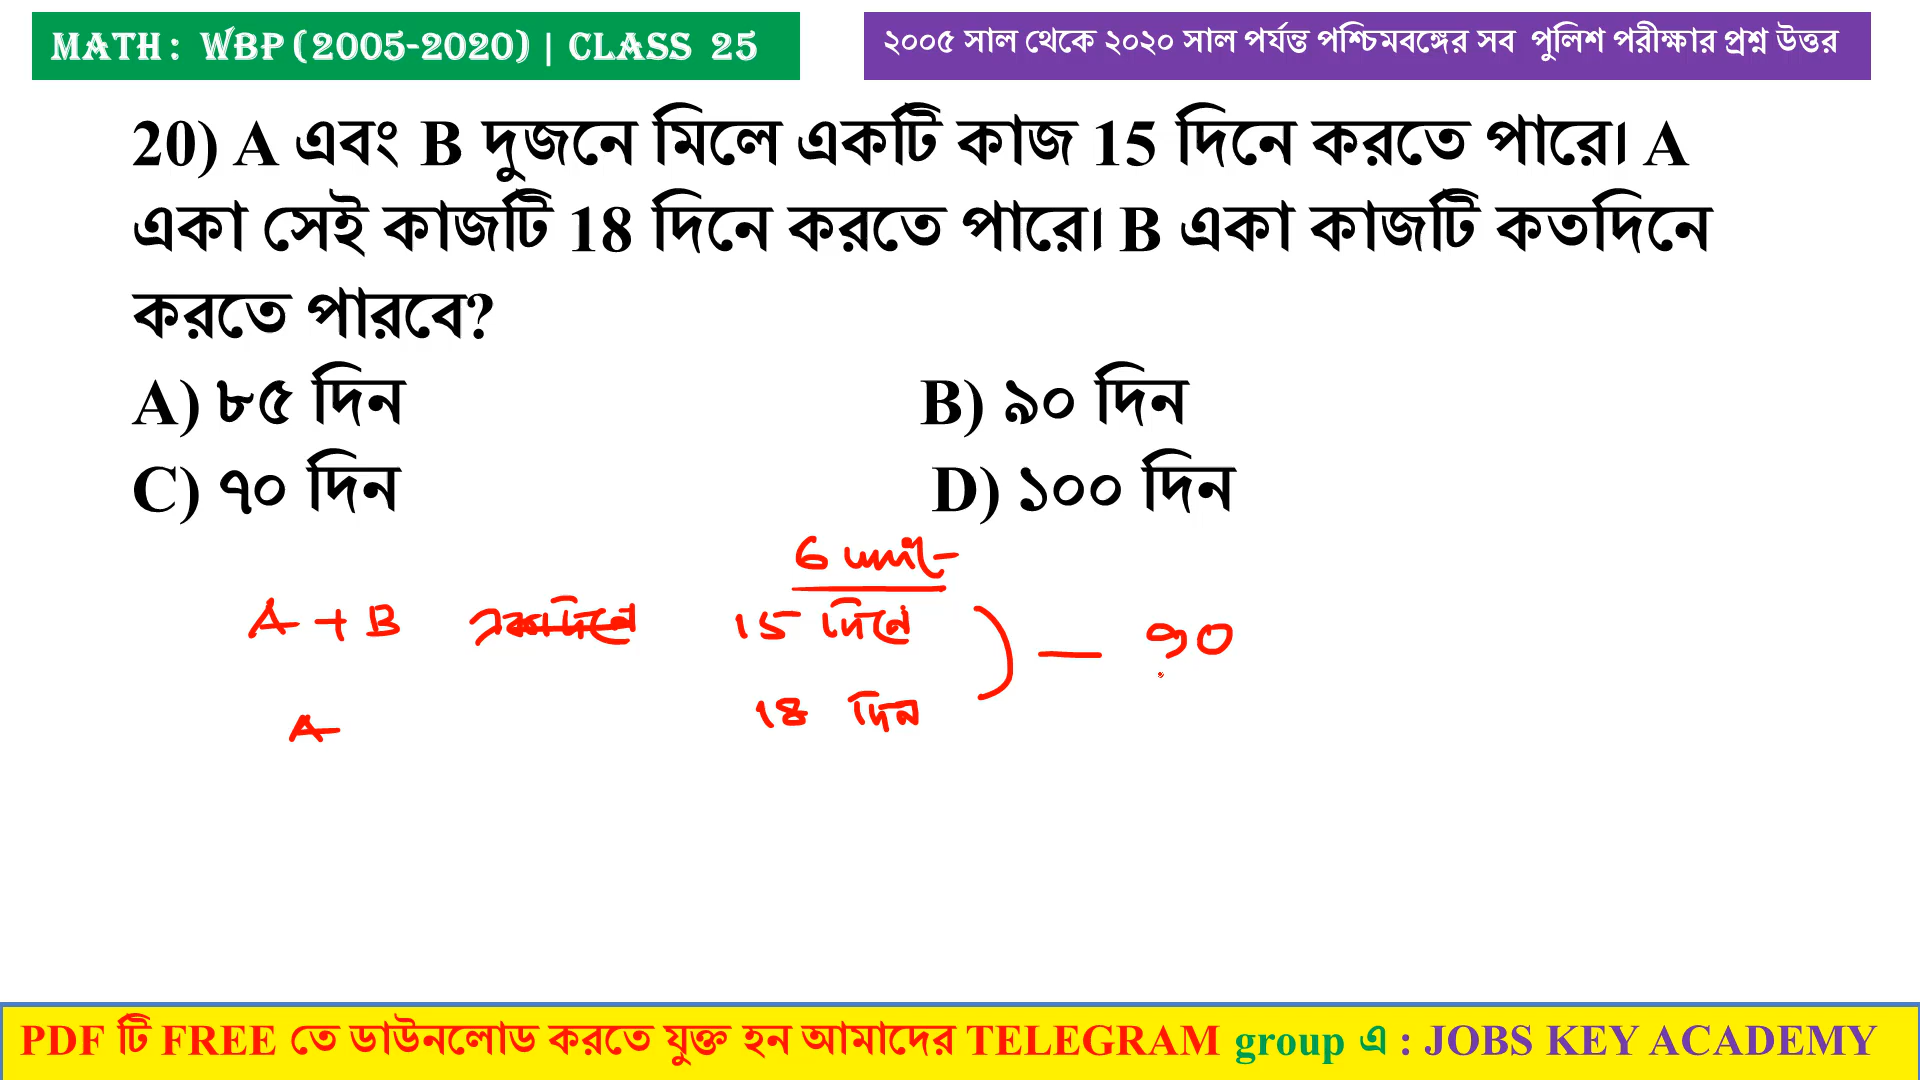 MATH : WBP (2005-2020) | CLASS 25
২০০৫ সাল থেকে ২০২০ সাল পর্যন্ত পশ্চিমবঙ্গের সব পুলিশ পরীক্ষার প্রশ্ন উত্তর
20) A এবং B দুজনে মিলে একটি কাজ 15 দিনে করতে পারে। A
একা সেই কাজটি 18 দিনে করতে পারে। B একা কাজটি কতদিনে
করতে পারবে?
A) ৮৫ দিন B) ৯০ দিন
C) ৭০ দিন D) ১০০ দিন
6 unit
A + B 15 দিনে
90
A 18 দিন
PDF টি FREE তে ডাউনলোড করতে যুক্ত হন আমাদের TELEGRAM group এ : JOBS KEY ACADEMY